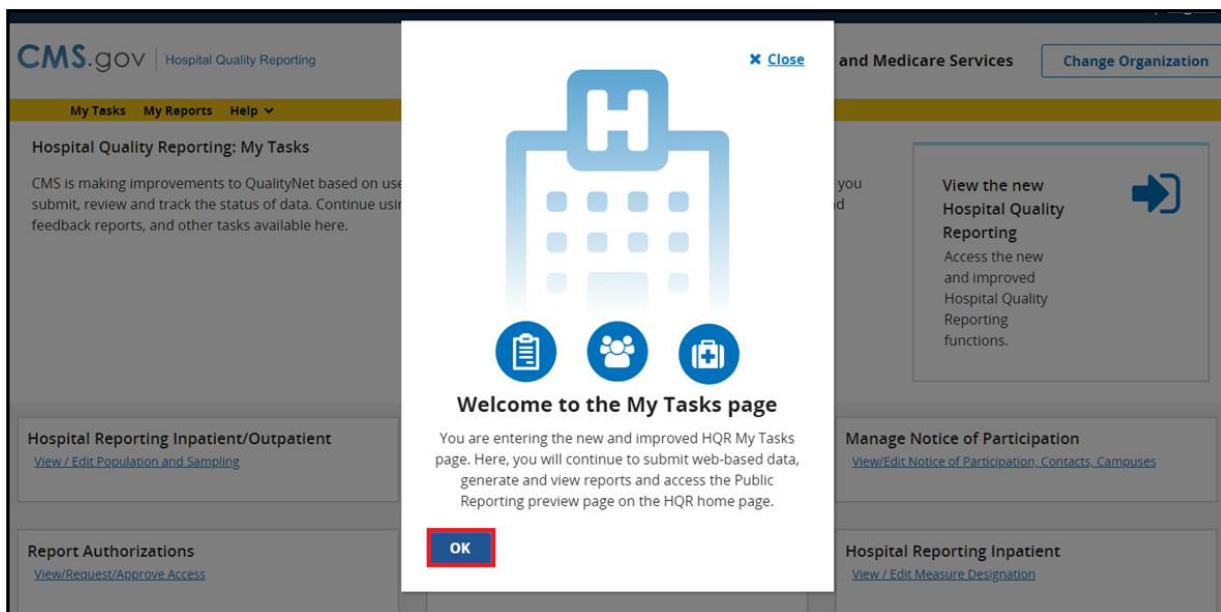 CMS.gov | Hospital Quality Reporting
and Medicare Services
Change Organization
My Tasks My Reports Help
Hospital Quality Reporting: My Tasks
CMS is making improvements to QualityNet based on
submit, review and track the status of data. Continue
feedback reports, and other tasks available here.
you
View the new
Hospital Quality
Reporting
Access the new
and improved
Hospital Quality
Reporting
functions.
× Close
H
Welcome to the My Tasks page
You are entering the new and improved HQR My Tasks
page. Here, you will continue to submit web-based data,
generate and view reports and access the Public
Reporting preview page on the HQR home page.
OK
Hospital Reporting Inpatient/Outpatient
View / Edit Population and Sampling
Manage Notice of Participation
View/Edit Notice of Participation, Contacts, Campuses
Report Authorizations
View/Request/Approve Access
Hospital Reporting Inpatient
View / Edit Measure Designation